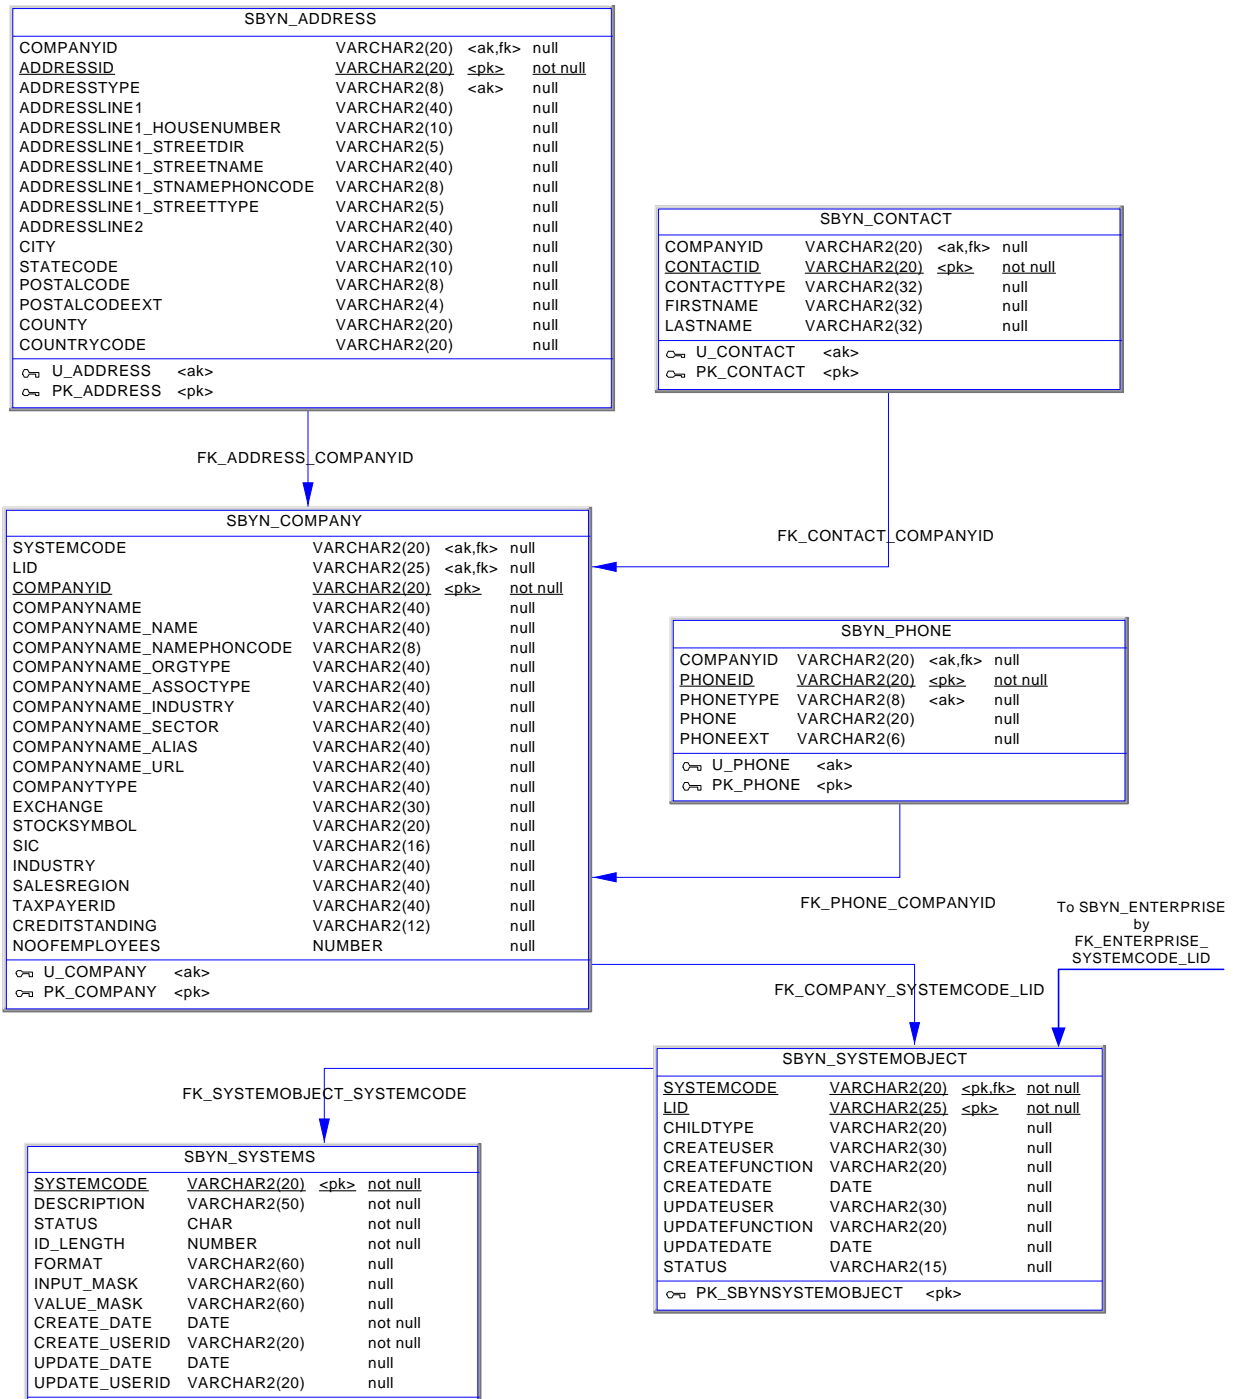 SBYN_ADDRESS
COMPANYID VARCHAR2(20) <ak,fk> null
ADDRESSID VARCHAR2(20) <pk> not null
ADDRESSTYPE VARCHAR2(8) <ak> null
ADDRESSLINE1 VARCHAR2(40) null
ADDRESSLINE1_HOUSENUMBER VARCHAR2(10) null
ADDRESSLINE1_STREETDIR VARCHAR2(5) null
ADDRESSLINE1_STREETNAME VARCHAR2(40) null
ADDRESSLINE1_STNAMEPHONCODE VARCHAR2(8) null
ADDRESSLINE1_STREETTYPE VARCHAR2(5) null
ADDRESSLINE2 VARCHAR2(40) null
CITY VARCHAR2(30) null
STATECODE VARCHAR2(10) null
POSTALCODE VARCHAR2(8) null
POSTALCODEEXT VARCHAR2(4) null
COUNTY VARCHAR2(20) null
COUNTRYCODE VARCHAR2(20) null
U_ADDRESS <ak>
PK_ADDRESS <pk>
SBYN_CONTACT
COMPANYID VARCHAR2(20) <ak,fk> null
CONTACTID VARCHAR2(20) <pk> not null
CONTACTTYPE VARCHAR2(32) null
FIRSTNAME VARCHAR2(32) null
LASTNAME VARCHAR2(32) null
U_CONTACT <ak>
PK_CONTACT <pk>
FK_ADDRESS_COMPANYID
FK_CONTACT_COMPANYID
SBYN_COMPANY
SYSTEMCODE VARCHAR2(20) <ak,fk> null
LID VARCHAR2(25) <ak,fk> null
COMPANYID VARCHAR2(20) <pk> not null
COMPANYNAME VARCHAR2(40) null
COMPANYNAME_NAME VARCHAR2(40) null
COMPANYNAME_NAMEPHONCODE VARCHAR2(8) null
COMPANYNAME_ORGTYPE VARCHAR2(40) null
COMPANYNAME_ASSOCTYPE VARCHAR2(40) null
COMPANYNAME_INDUSTRY VARCHAR2(40) null
COMPANYNAME_SECTOR VARCHAR2(40) null
COMPANYNAME_ALIAS VARCHAR2(40) null
COMPANYNAME_URL VARCHAR2(40) null
COMPANYTYPE VARCHAR2(40) null
EXCHANGE VARCHAR2(30) null
STOCKSYMBOL VARCHAR2(20) null
SIC VARCHAR2(16) null
INDUSTRY VARCHAR2(40) null
SALESREGION VARCHAR2(40) null
TAXPAYERID VARCHAR2(40) null
CREDITSTANDING VARCHAR2(12) null
NOOFEMPLOYEES NUMBER null
U_COMPANY <ak>
PK_COMPANY <pk>
SBYN_PHONE
COMPANYID VARCHAR2(20) <ak,fk> null
PHONEID VARCHAR2(20) <pk> not null
PHONETYPE VARCHAR2(8) <ak> null
PHONE VARCHAR2(20) null
PHONEEXT VARCHAR2(6) null
U_PHONE <ak>
PK_PHONE <pk>
FK_PHONE_COMPANYID
To SBYN_ENTERPRISE
by
FK_ENTERPRISE_
SYSTEMCODE_LID
FK_COMPANY_SYSTEMCODE_LID
FK_SYSTEMOBJECT_SYSTEMCODE
SBYN_SYSTEMOBJECT
SYSTEMCODE VARCHAR2(20) <pk,fk> not null
LID VARCHAR2(25) <pk> not null
CHILDTYPE VARCHAR2(20) null
CREATEUSER VARCHAR2(30) null
CREATEFUNCTION VARCHAR2(20) null
CREATEDATE DATE null
UPDATEUSER VARCHAR2(30) null
UPDATEFUNCTION VARCHAR2(20) null
UPDATEDATE DATE null
STATUS VARCHAR2(15) null
PK_SBYNSYSTEMOBJECT <pk>
SBYN_SYSTEMS
SYSTEMCODE VARCHAR2(20) <pk> not null
DESCRIPTION VARCHAR2(50) not null
STATUS CHAR not null
ID_LENGTH NUMBER not null
FORMAT VARCHAR2(60) null
INPUT_MASK VARCHAR2(60) null
VALUE_MASK VARCHAR2(60) null
CREATE_DATE DATE not null
CREATE_USERID VARCHAR2(20) not null
UPDATE_DATE DATE null
UPDATE_USERID VARCHAR2(20) null